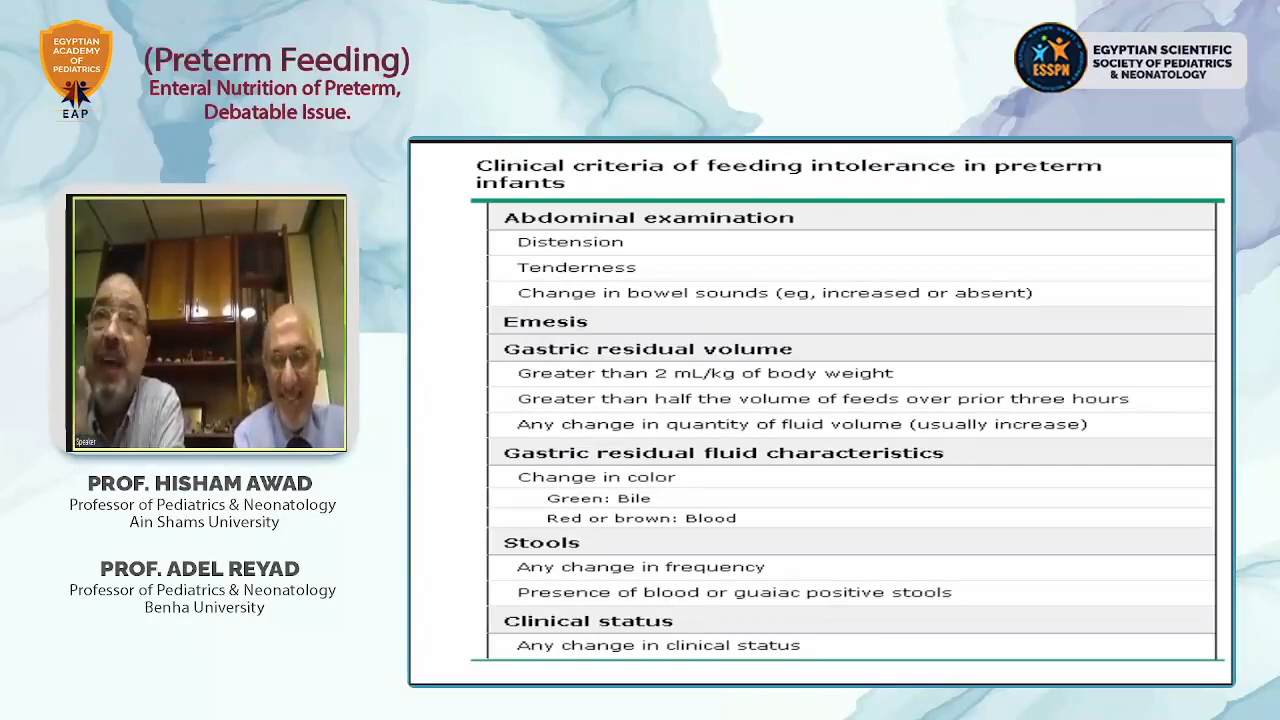 EGYPTIAN
ACADEMY
OF
PEDIATRICS
EAP
(Preterm Feeding)
Enteral Nutrition of Preterm,
Debatable Issue.
ESSPN
EGYPTIAN SCIENTIFIC
SOCIETY OF PEDIATRICS
& NEONATOLOGY
Speaker
PROF. HISHAM AWAD
Professor of Pediatrics & Neonatology
Ain Shams University
PROF. ADEL REYAD
Professor of Pediatrics & Neonatology
Benha University
Clinical criteria of feeding intolerance in preterm
infants
Abdominal examination
Distension
Tenderness
Change in bowel sounds (eg, increased or absent)
Emesis
Gastric residual volume
Greater than 2 mL/kg of body weight
Greater than half the volume of feeds over prior three hours
Any change in quantity of fluid volume (usually increase)
Gastric residual fluid characteristics
Change in color
Green: Bile
Red or brown: Blood
Stools
Any change in frequency
Presence of blood or guaiac positive stools
Clinical status
Any change in clinical status